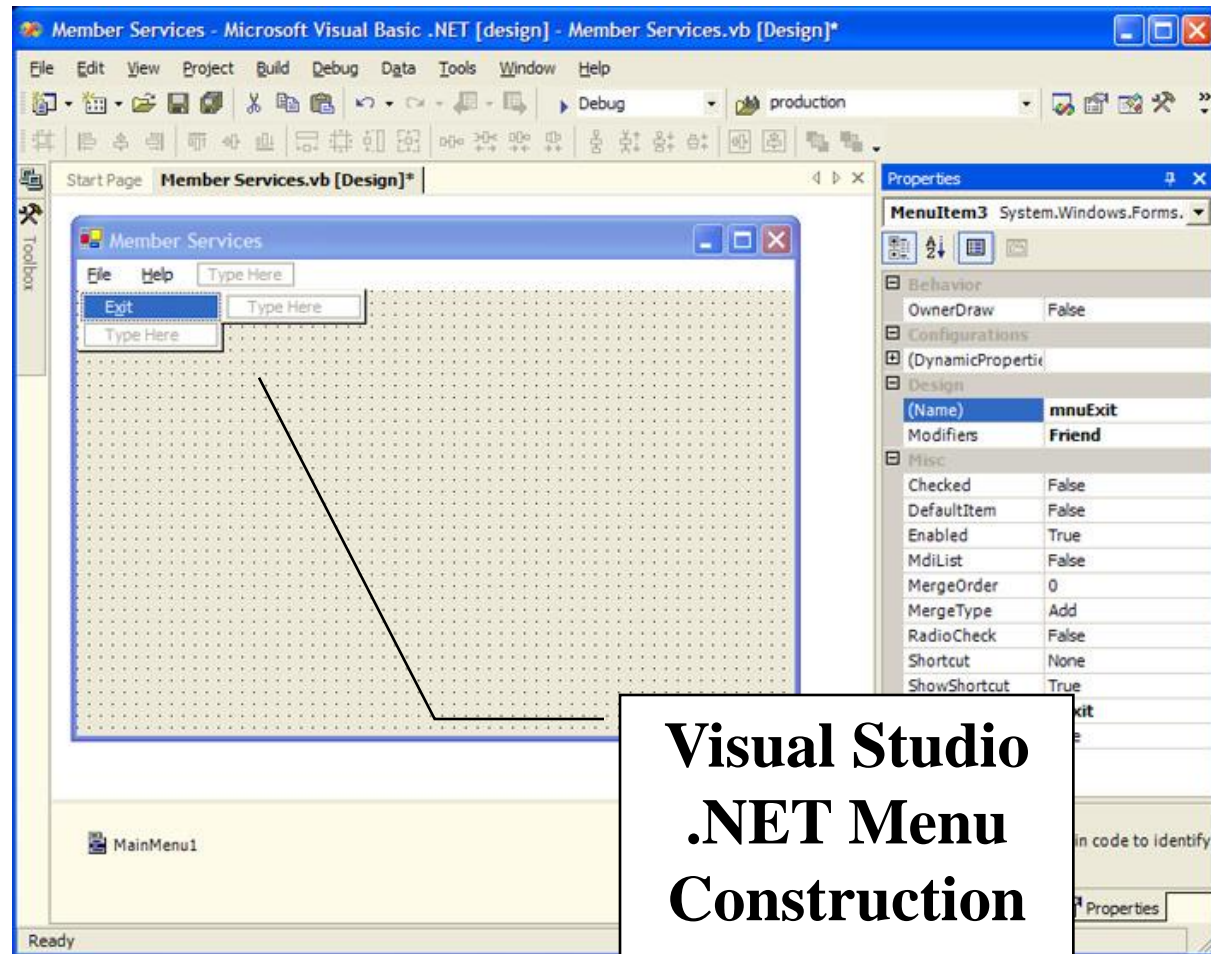 Member Services - Microsoft Visual Basic .NET [design] - Member Services.vb [Design]*
File Edit View Project Build Debug Data Tools Window Help
Debug production
Start Page Member Services.vb [Design]*
Toolbox
Member Services
File Help Type Here
Exit Type Here
Type Here
MainMenu1
Properties
MenuItem3 System.Windows.Forms.
Behavior
OwnerDraw False
Configurations
(DynamicPropertie
Design
(Name) mnuExit
Modifiers Friend
Misc
Checked False
DefaultItem False
Enabled True
MdiList False
MergeOrder 0
MergeType Add
RadioCheck False
Shortcut None
ShowShortcut True
xit
in code to identify
Properties
Visual Studio
.NET Menu
Construction
Ready